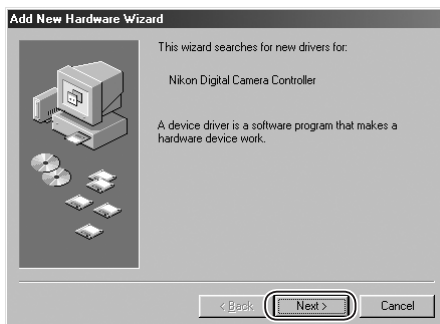 Add New Hardware Wizard
This wizard searches for new drivers for:
Nikon Digital Camera Controller
A device driver is a software program that makes a
hardware device work.
< Back
Next >
Cancel